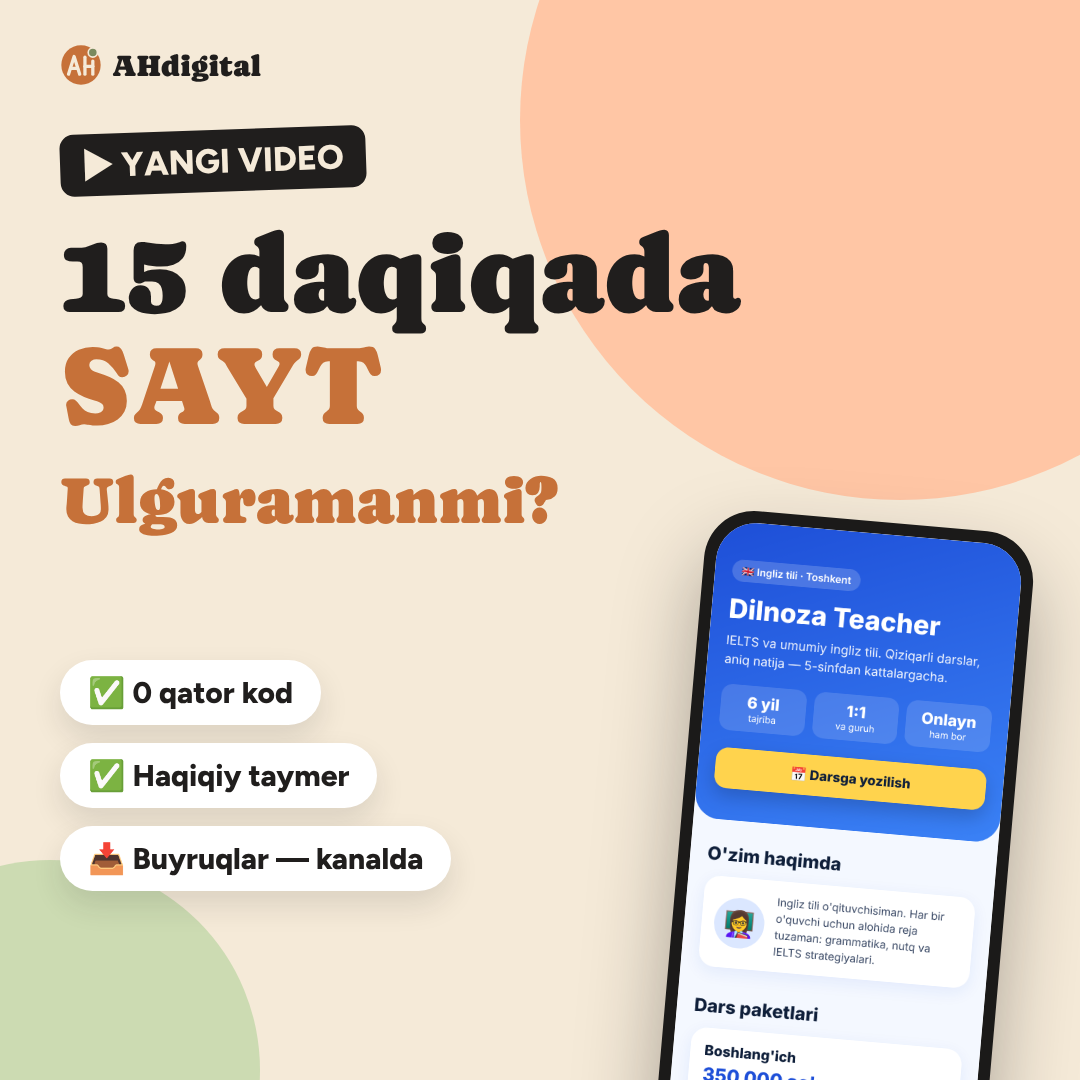 AH AHdigital
▶ YANGI VIDEO
15 daqiqada
SAYT
Ulguramanmi?
✅ 0 qator kod
✅ Haqiqiy taymer
📥 Buyruqlar — kanalda
🇬🇧 Ingliz tili · Toshkent
Dilnoza Teacher
IELTS va umumiy ingliz tili. Qiziqarli darslar,
aniq natija — 5-sinfdan kattalargacha.
6 yil
tajriba
1:1
va guruh
Onlayn
ham bor
📅 Darsga yozilish
O'zim haqimda
Ingliz tili o'qituvchisiman. Har bir
o'quvchi uchun alohida reja
tuzaman: grammatika, nutq va
IELTS strategiyalari.
Dars paketlari
Boshlang'ich
350 000